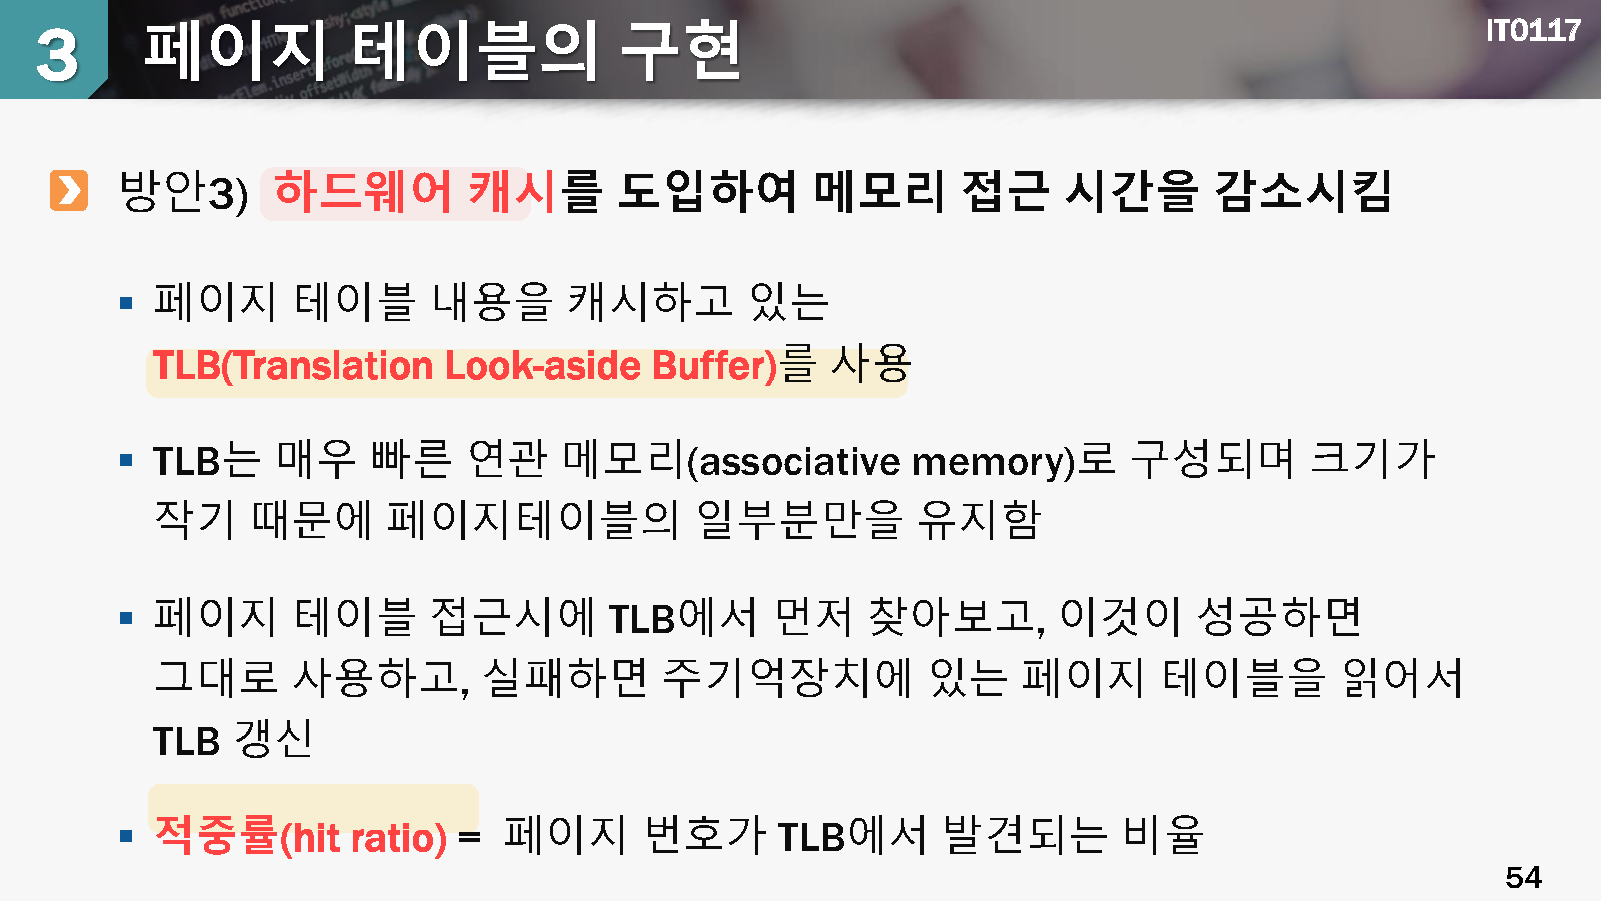 3 페이지 테이블의 구현
IT0117
방안3) 하드웨어 캐시를 도입하여 메모리 접근 시간을 감소시킴
페이지 테이블 내용을 캐시하고 있는
TLB(Translation Look-aside Buffer)를 사용
TLB는 매우 빠른 연관 메모리(associative memory)로 구성되며 크기가
작기 때문에 페이지테이블의 일부분만을 유지함
페이지 테이블 접근시에 TLB에서 먼저 찾아보고, 이것이 성공하면
그대로 사용하고, 실패하면 주기억장치에 있는 페이지 테이블을 읽어서
TLB 갱신
적중률(hit ratio) = 페이지 번호가 TLB에서 발견되는 비율
54